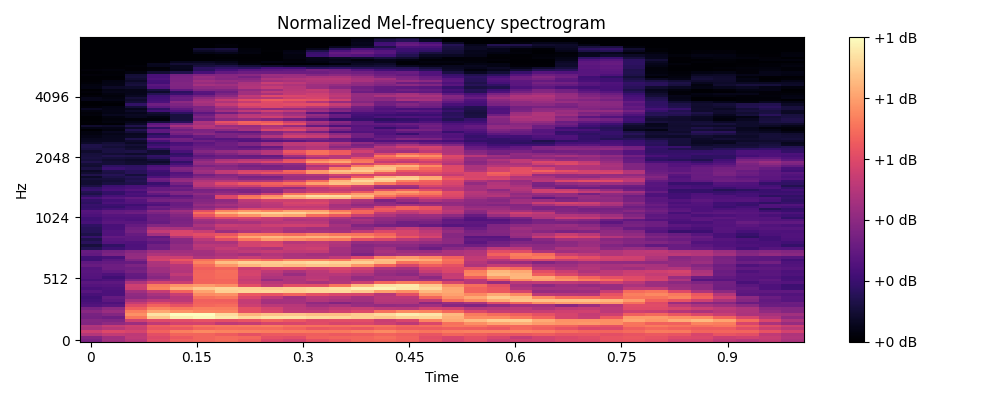 Normalized Mel-frequency spectrogram
+1 dB
4096
+1 dB
2048
+1 dB
Hz
1024
+0 dB
512
+0 dB
0
+0 dB
0 0.15 0.3 0.45 0.6 0.75 0.9
Time